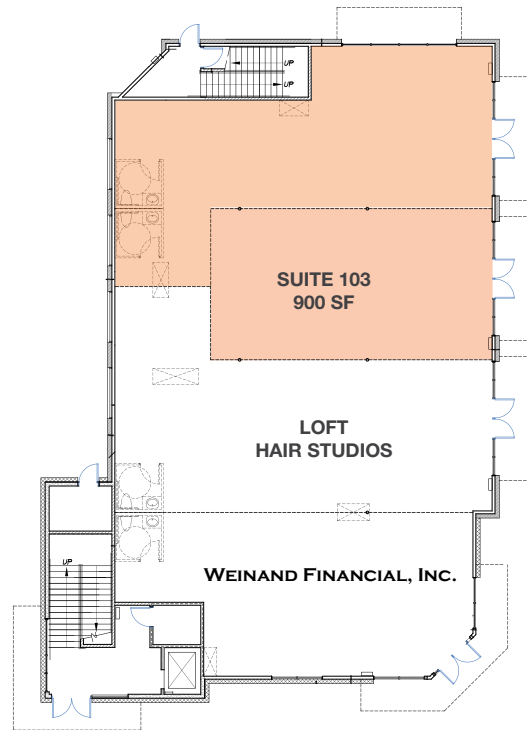 UP
UP
SUITE 103
900 SF
LOFT
HAIR STUDIOS
UP
WEINAND FINANCIAL, INC.